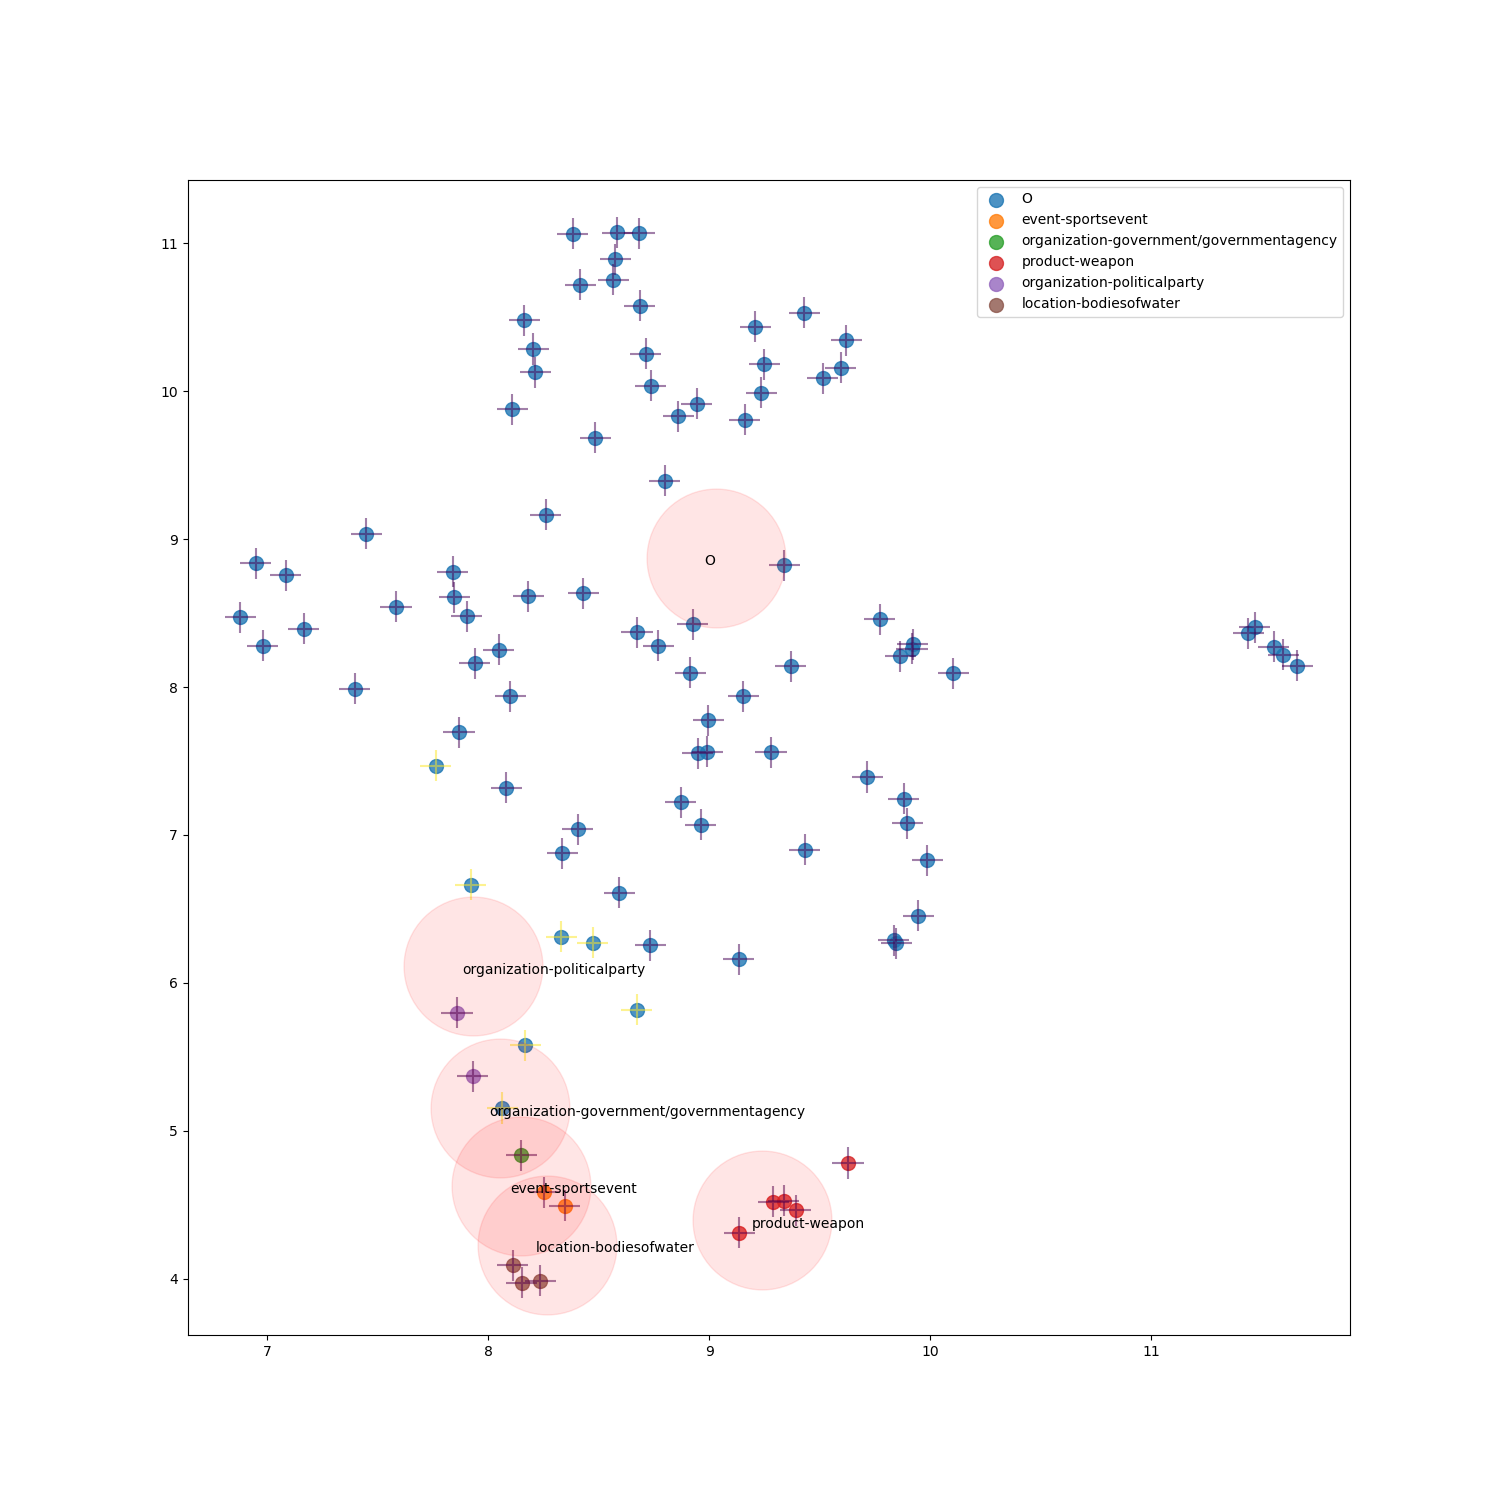 O
event-sportsevent
organization-government/governmentagency
product-weapon
organization-politicalparty
location-bodiesofwater
11
10
9
8
7
6
5
4
O
organization-politicalparty
organization-government/governmentagency
event-sportsevent
product-weapon
location-bodiesofwater
7
8
9
10
11